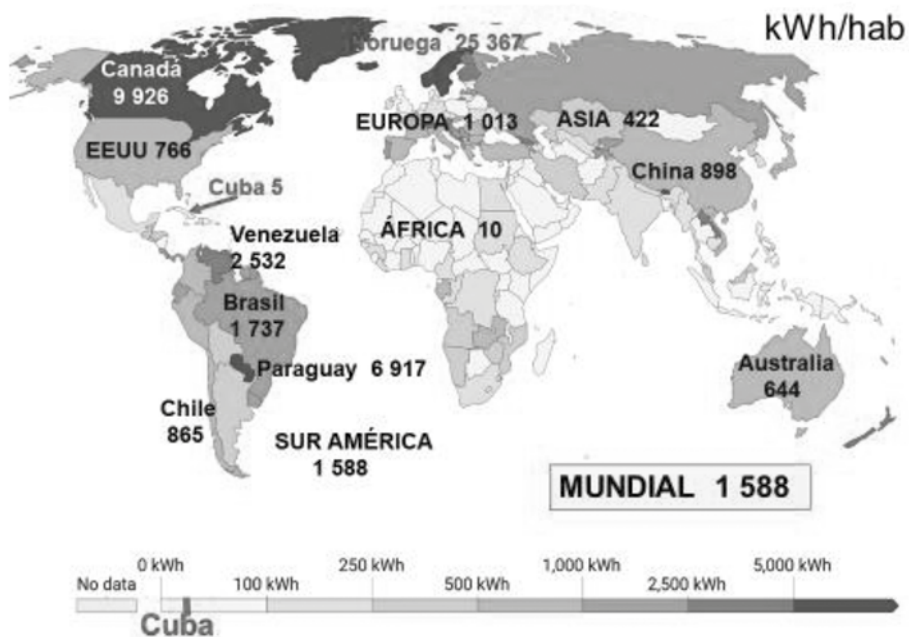 kWh/hab
Noruega 25 367
Canadá
9 926
EUROPA 1 013
ASIA 422
EEUU 766
China 898
Cuba 5
ÁFRICA 10
Venezuela
2 532
Brasil
1 737
Paraguay 6 917
Australia
644
Chile
865
SUR AMÉRICA
1 588
MUNDIAL 1 588
0 kWh 250 kWh 1,000 kWh 5,000 kWh
No data 100 kWh 500 kWh 2,500 kWh
Cuba